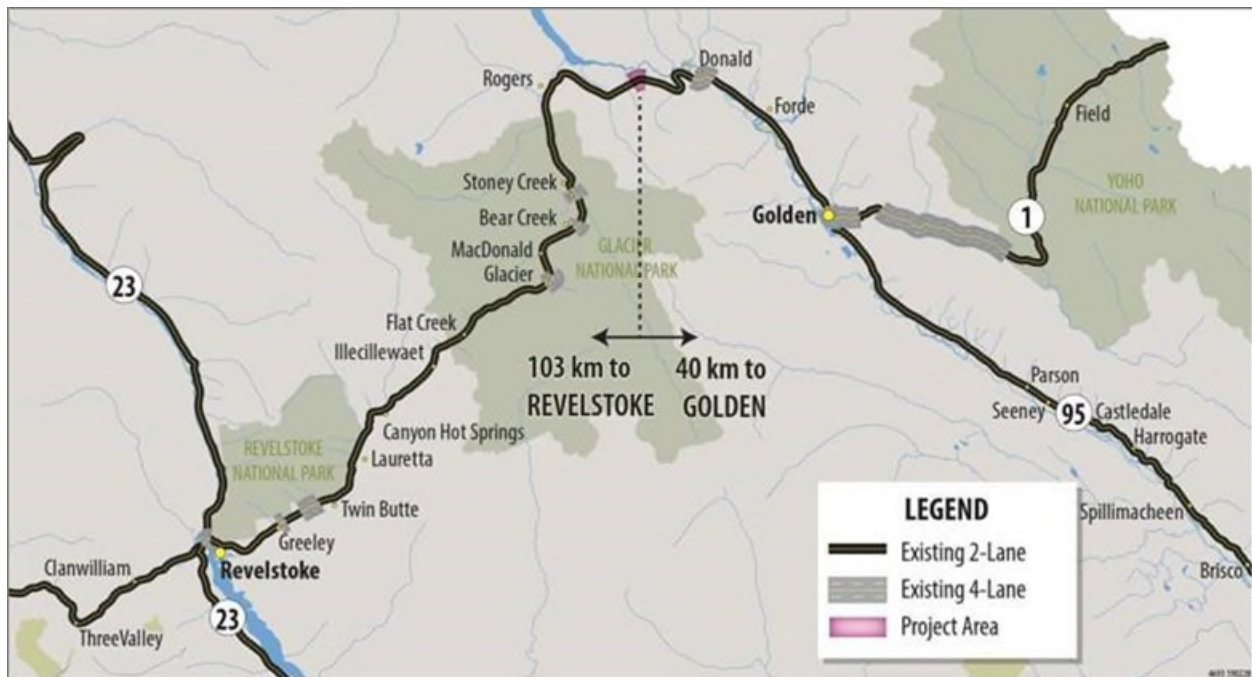 Donald
Rogers
Forde
Field
Stoney Creek
YOHO
NATIONAL PARK
1
Golden
Bear Creek
MacDonald
GLACIER
NATIONAL PARK
Glacier
23
Flat Creek
Illecillewaet
103 km to
REVELSTOKE
40 km to
GOLDEN
Parson
Seeney
95
Castledale
Harrogate
Canyon Hot Springs
REVELSTOKE
NATIONAL PARK
Lauretta
Twin Butte
Greeley
Spillimacheen
Brisco
Clanwilliam
Revelstoke
ThreeValley
23
LEGEND
Existing 2-Lane
Existing 4-Lane
Project Area